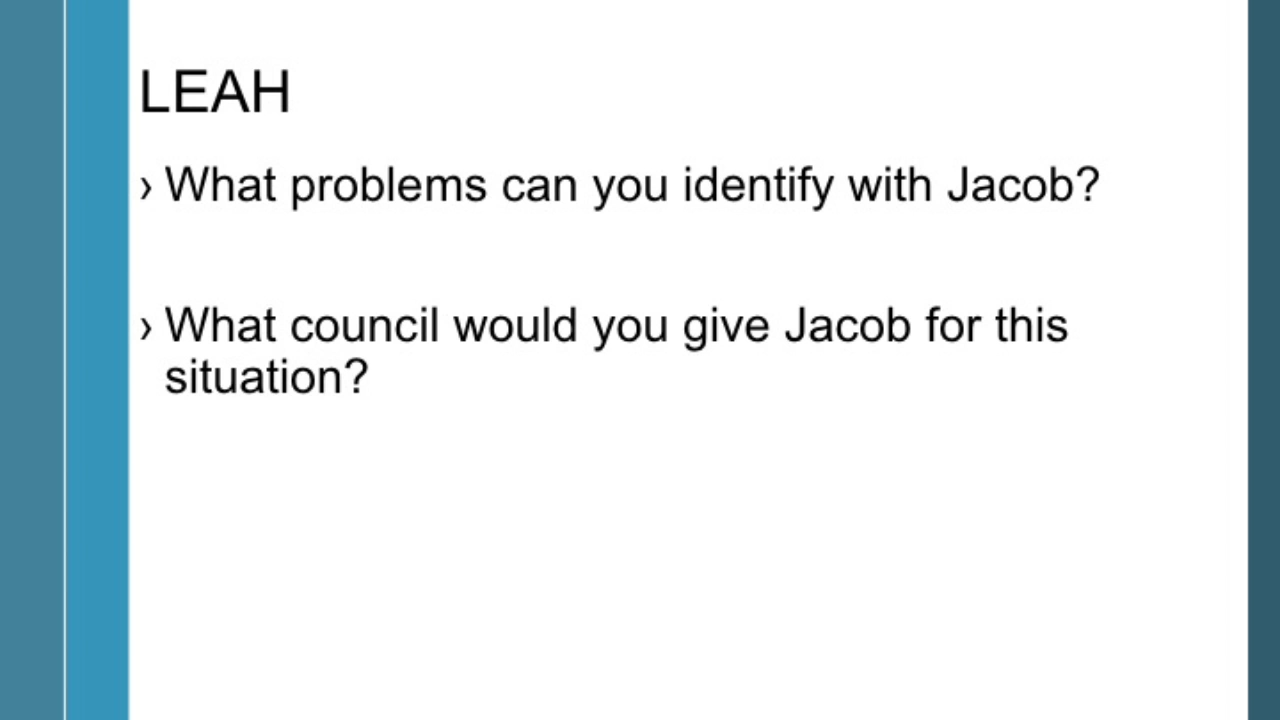 LEAH
› What problems can you identify with Jacob?
› What council would you give Jacob for this
situation?